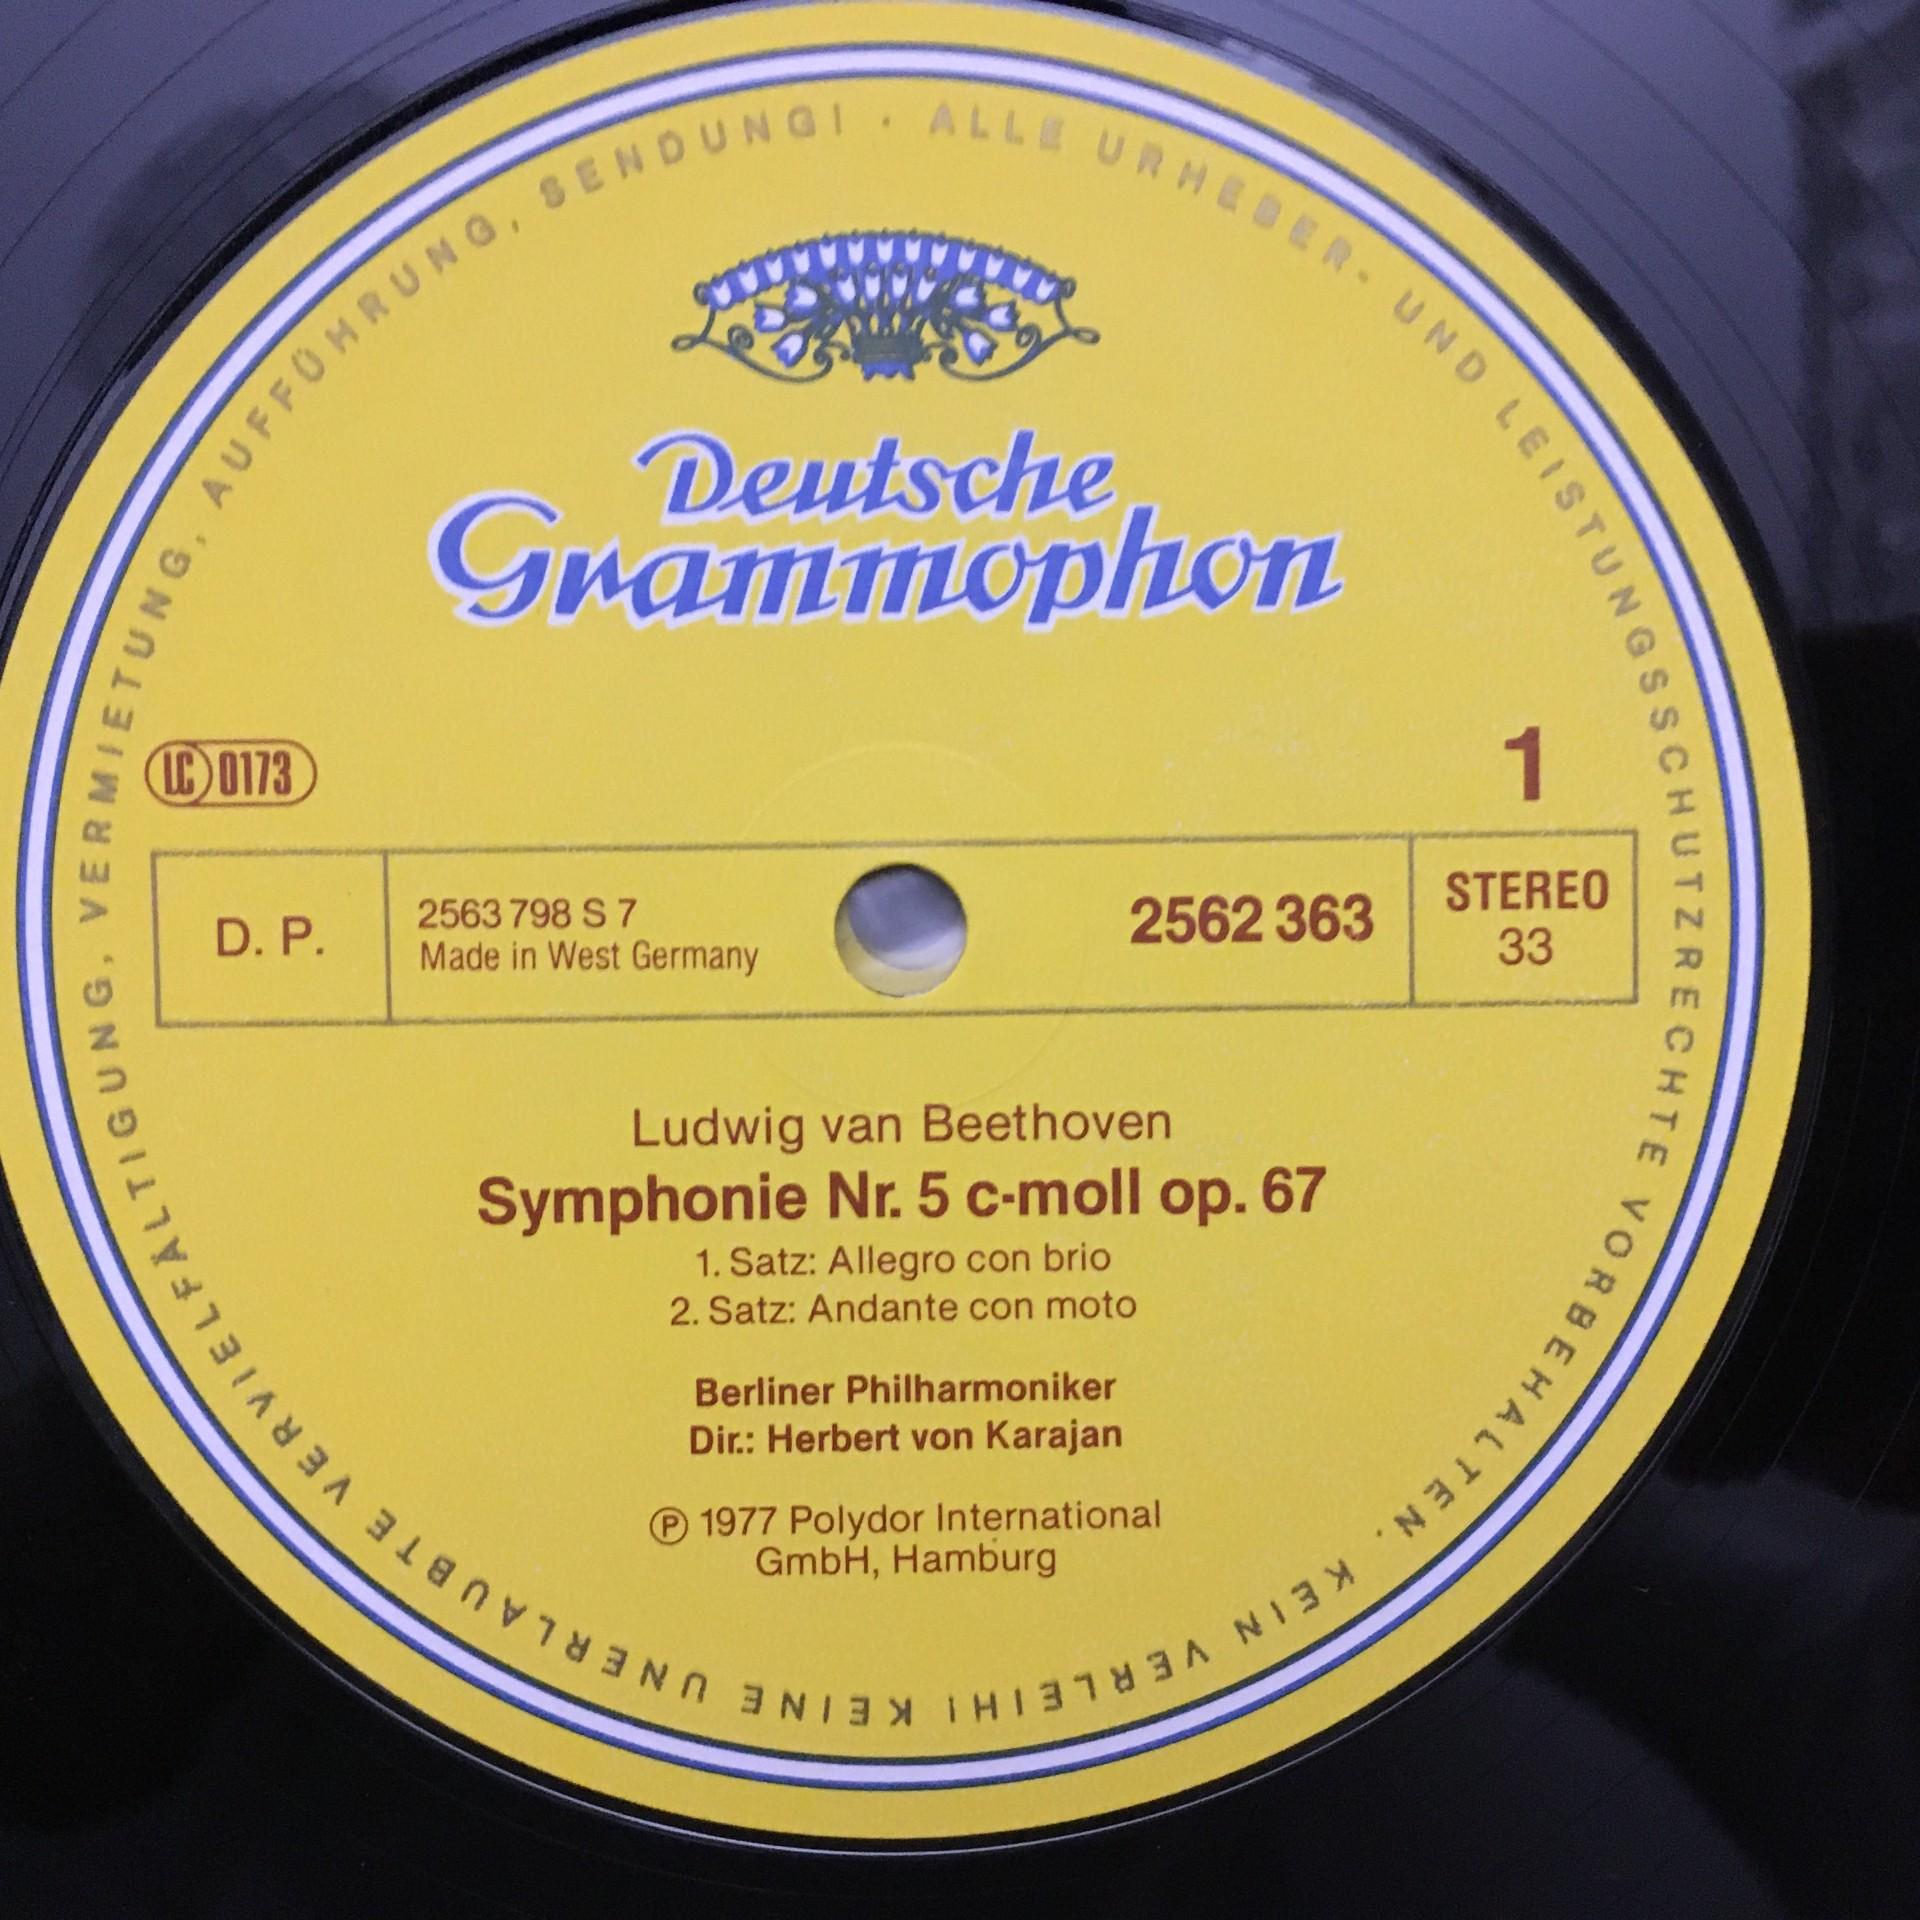 Deutsche
Grammophon
LC 0173
1
D. P.
2563 798 S 7
Made in West Germany
2562 363
STEREO
33
Ludwig van Beethoven
Symphonie Nr. 5 c-moll op. 67
1. Satz: Allegro con brio
2. Satz: Andante con moto
Berliner Philharmoniker
Dir.: Herbert von Karajan
Ⓟ 1977 Polydor International
GmbH, Hamburg
ALLE URHEBER- UND LEISTUNGSSCHUTZRECHTE VORBEHALTEN. KEIN VERLEIH! KEINE UNERLAUBTE VERVIELFÄLTIGUNG, VERMIETUNG, AUFFÜHRUNG, SENDUNG! ·